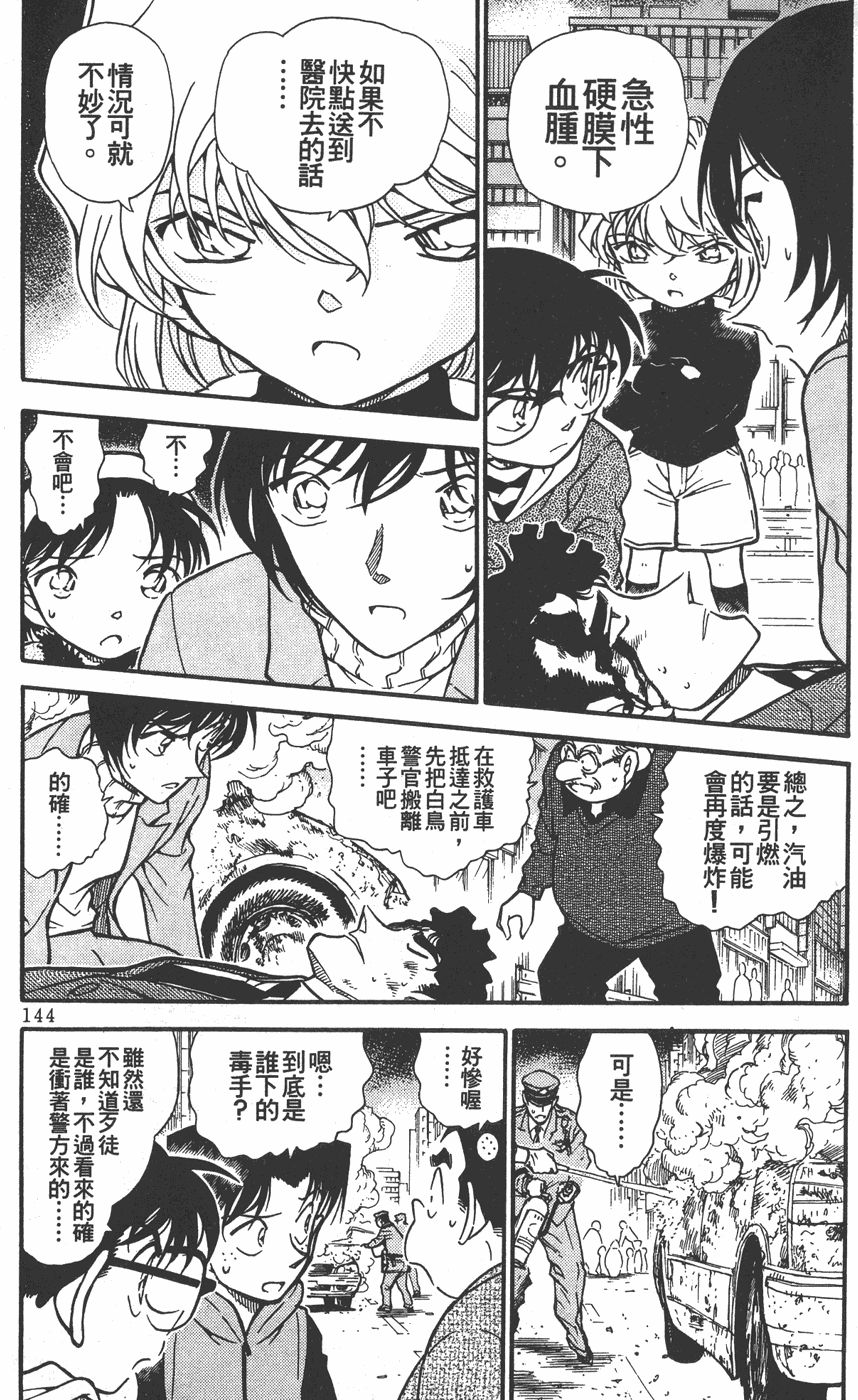 急性
硬膜下
血腫。
如果不
快點送到
醫院去的話
……
情況可就
不妙了。
不…
不會吧…
總之，汽油
要是引燃
的話，可能
會再度爆炸！
在救護車
抵達之前，
先把白鳥
警官搬離
車子吧
……
的確……
144
可是……
好慘喔
……
嗯…
到底是
誰下的
毒手？
雖然還
不知道歹徒
是誰，不過看來的確
是衝著警方來的……